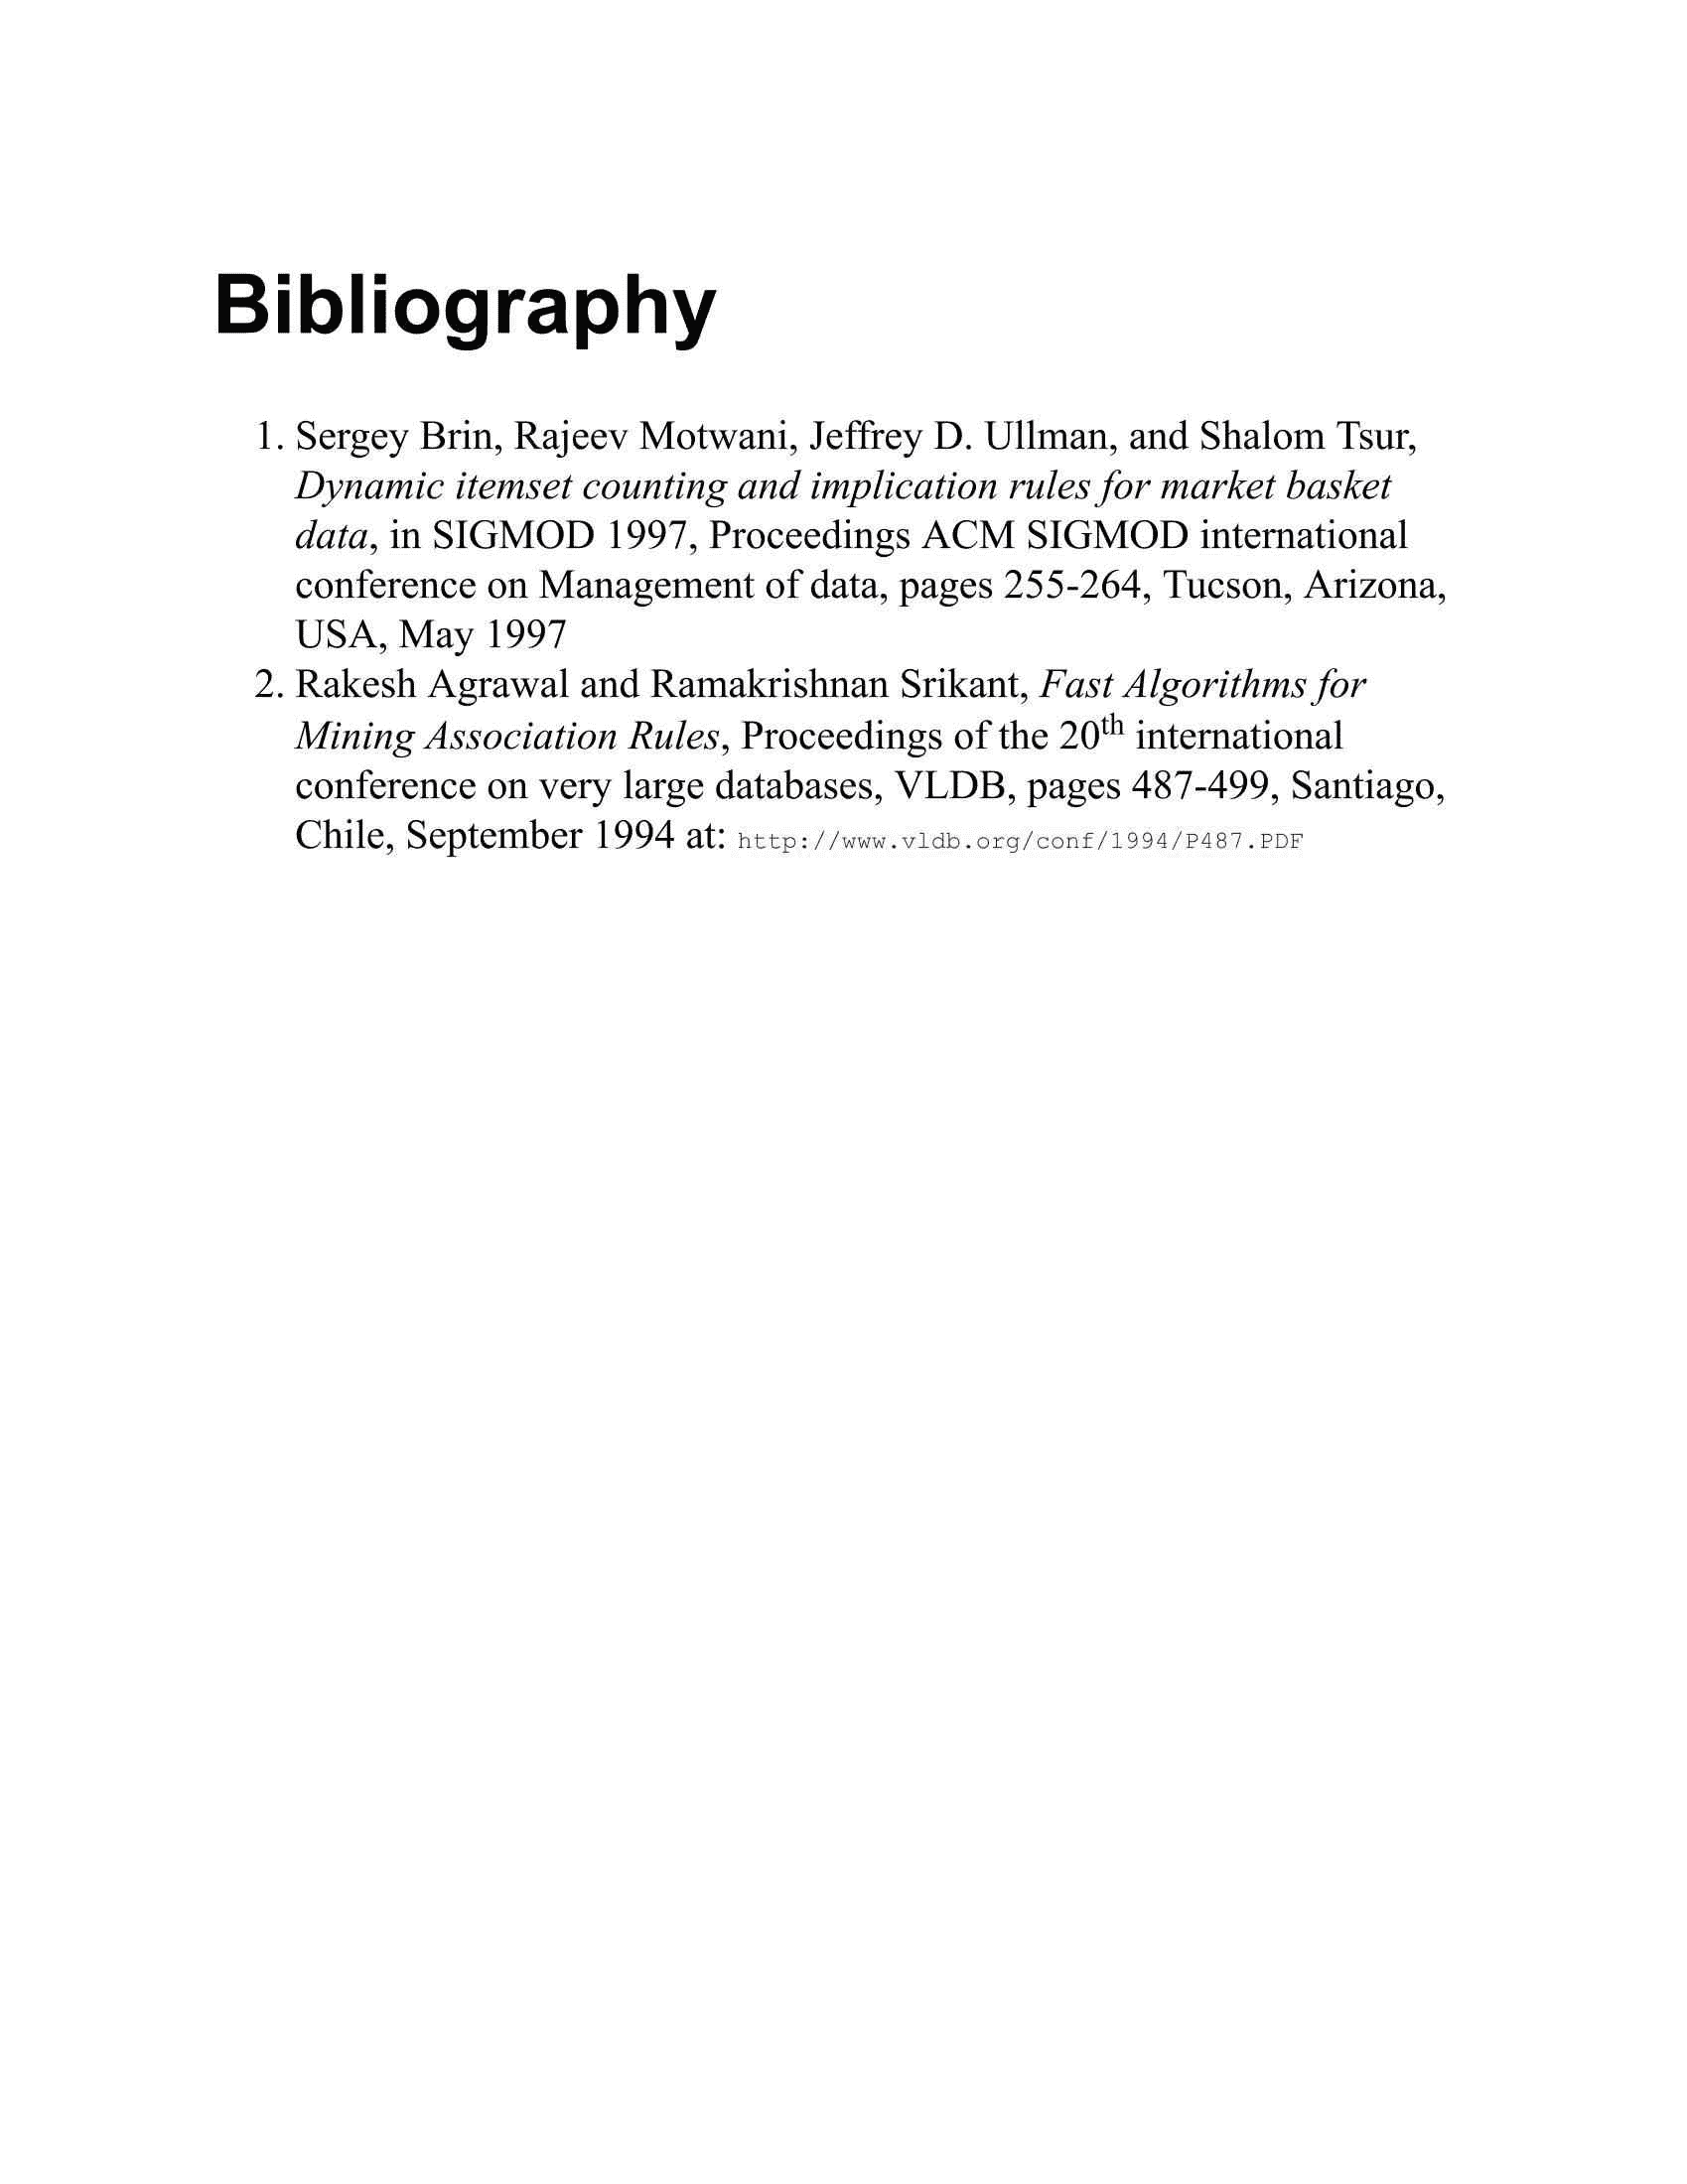 Bibliography
1. Sergey Brin, Rajeev Motwani, Jeffrey D. Ullman, and Shalom Tsur,
Dynamic itemset counting and implication rules for market basket
data, in SIGMOD 1997, Proceedings ACM SIGMOD international
conference on Management of data, pages 255-264, Tucson, Arizona,
USA, May 1997
2. Rakesh Agrawal and Ramakrishnan Srikant, Fast Algorithms for
Mining Association Rules, Proceedings of the 20th international
conference on very large databases, VLDB, pages 487-499, Santiago,
Chile, September 1994 at: http://www.vldb.org/conf/1994/P487.PDF